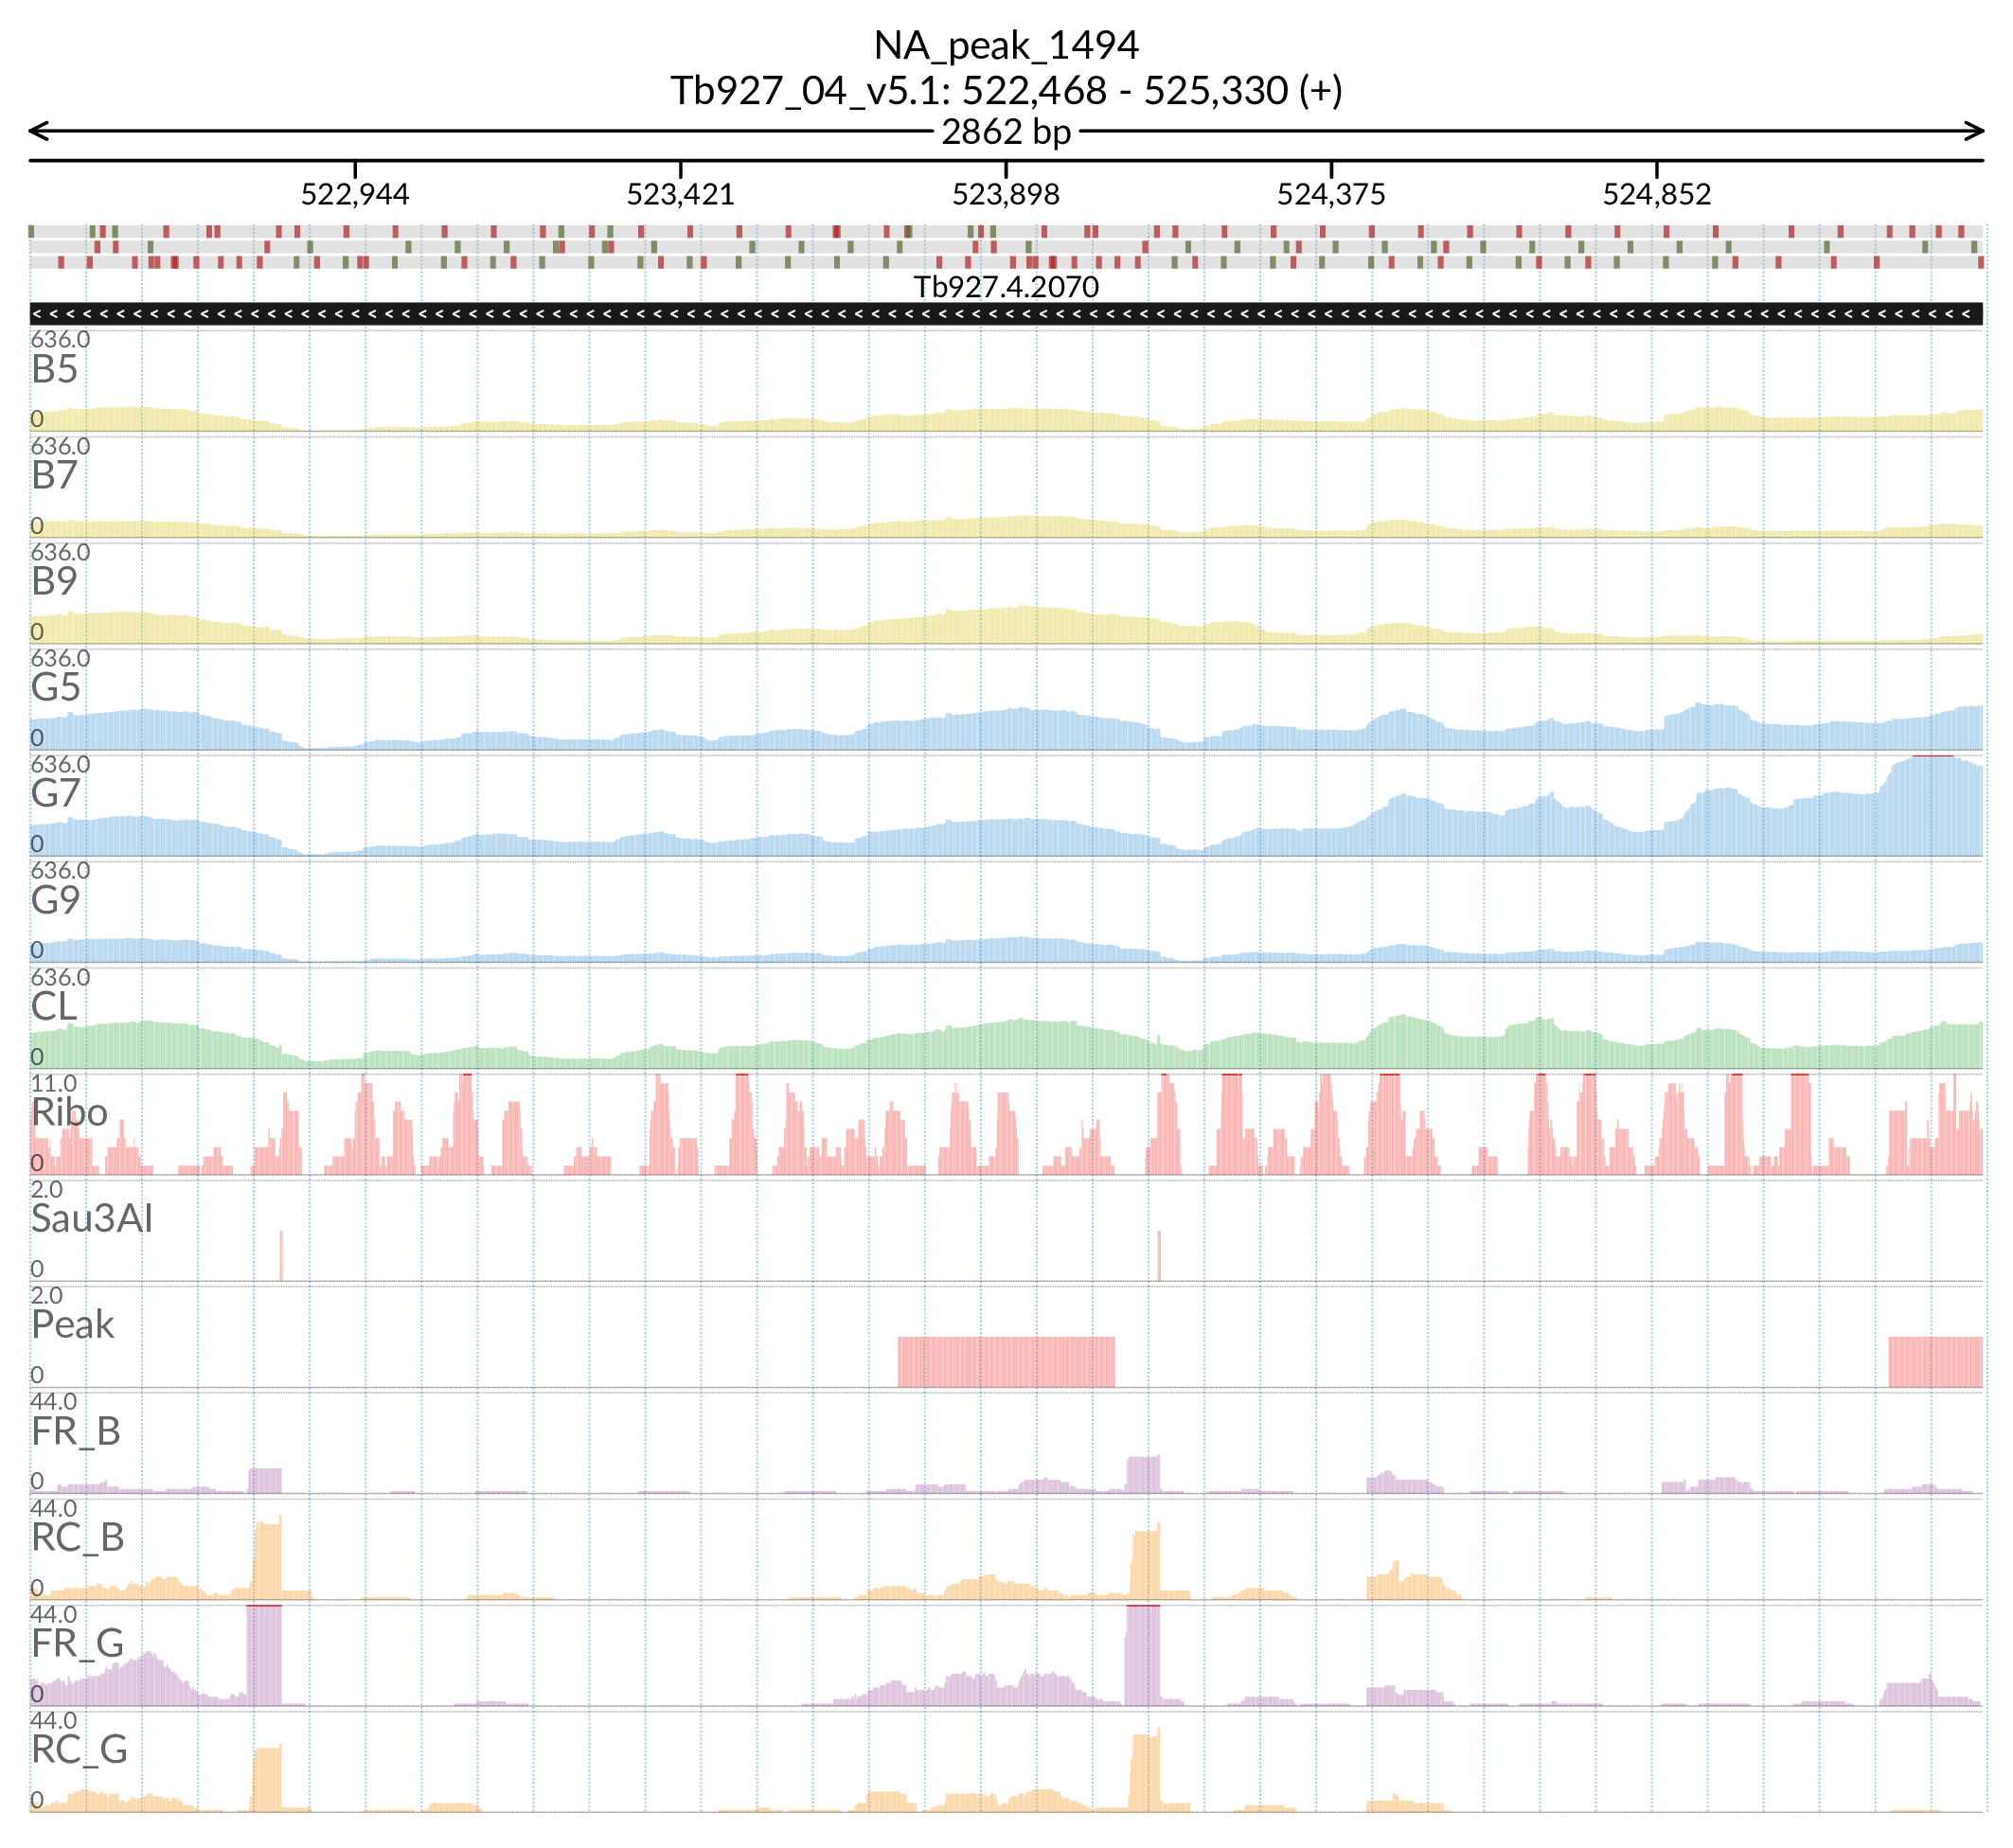 NA_peak_1494
Tb927_04_v5.1: 522,468 - 525,330 (+)
2862 bp
522,944 523,421 523,898 524,375 524,852
Tb927.4.2070
636.0
B5
0
636.0
B7
0
636.0
B9
0
636.0
G5
0
636.0
G7
0
636.0
G9
0
636.0
CL
0
11.0
Ribo
0
2.0
Sau3AI
0
2.0
Peak
0
44.0
FR_B
0
44.0
RC_B
0
44.0
FR_G
0
44.0
RC_G
0